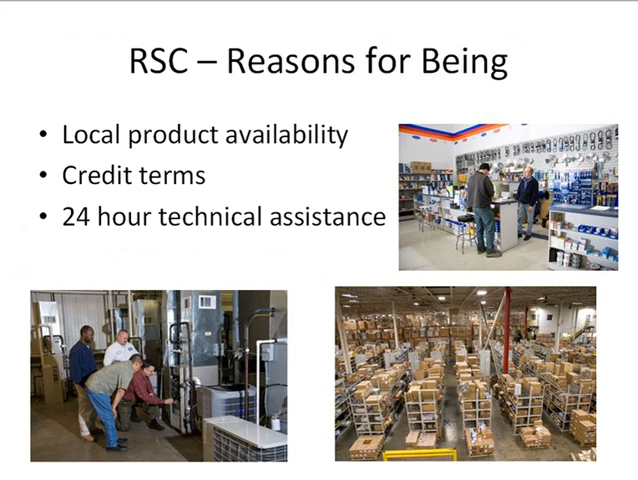 RSC – Reasons for Being
• Local product availability
• Credit terms
• 24 hour technical assistance